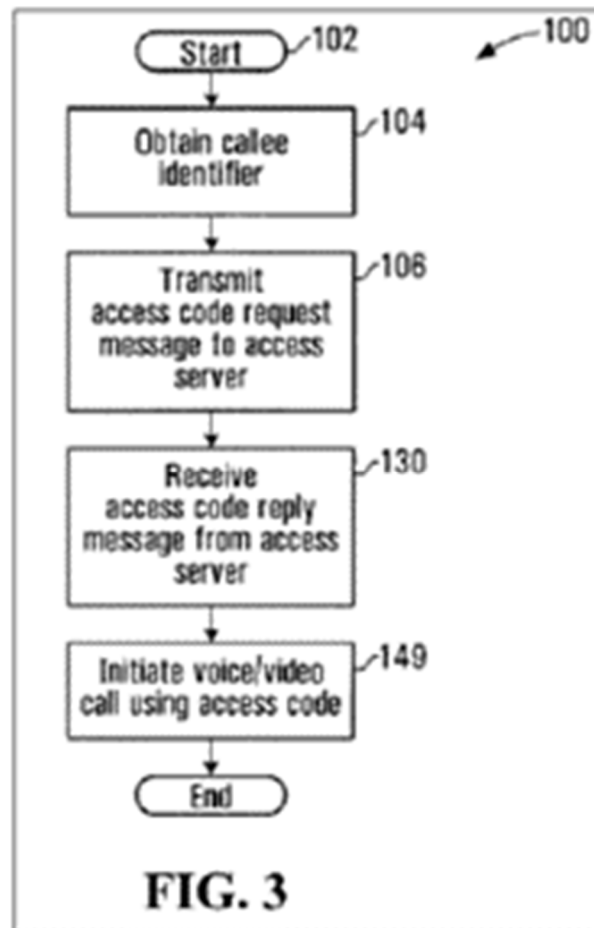 100
Start 102
104
Obtain callee
identifier
106
Transmit
access code request
message to access
server
130
Receive
access code reply
message from access
server
149
Initiate voice/video
call using access code
End
FIG. 3